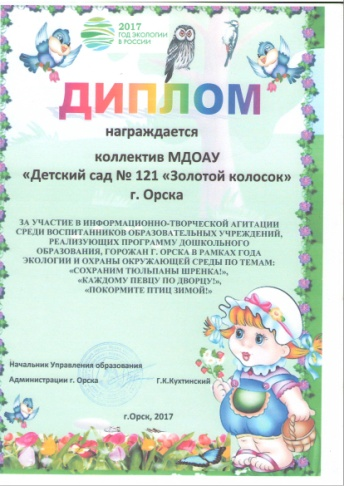 2017
ГОД ЭКОЛОГИИ
В РОССИИ
ДИПЛОМ
награждается
коллектив МДОАУ
«Детский сад № 121 «Золотой колосок»
г. Орска
ЗА УЧАСТИЕ В ИНФОРМАЦИОННО-ТВОРЧЕСКОЙ АГИТАЦИИ
СРЕДИ ВОСПИТАННИКОВ ОБРАЗОВАТЕЛЬНЫХ УЧРЕЖДЕНИЙ,
РЕАЛИЗУЮЩИХ ПРОГРАММУ ДОШКОЛЬНОГО
ОБРАЗОВАНИЯ, ГОРОЖАН Г. ОРСКА В РАМКАХ ГОДА
ЭКОЛОГИИ И ОХРАНЫ ОКРУЖАЮЩЕЙ СРЕДЫ ПО ТЕМАМ:
«СОХРАНИМ ТЮЛЬПАНЫ ШРЕНКА!»,
«КАЖДОМУ ПЕВЦУ ПО ДВОРЦУ!»,
«ПОКОРМИТЕ ПТИЦ ЗИМОЙ!»
Начальник Управления образования
Администрации г. Орска Г.К.Кухтинский
г.Орск, 2017